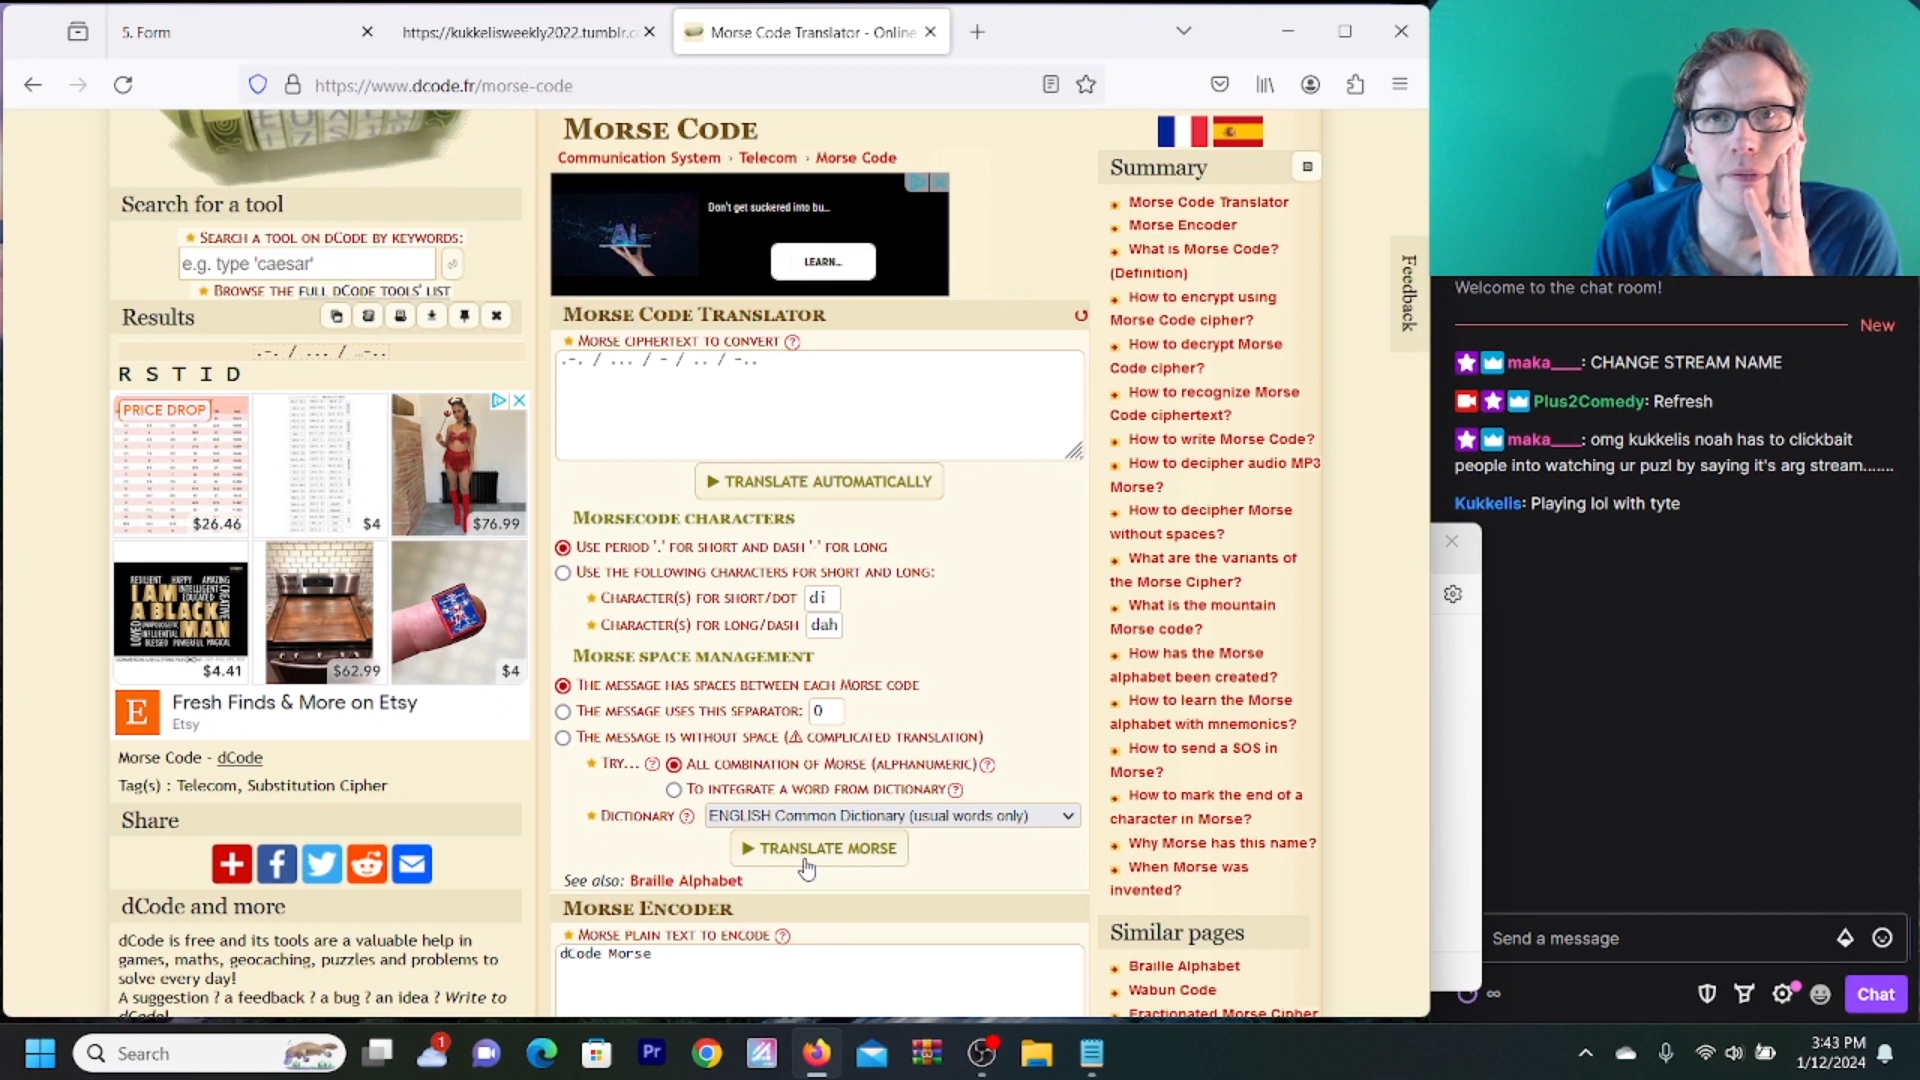 5. Form
https://kukkelisweekly2022.tumblr.c
Morse Code Translator - Online
https://www.dcode.fr/morse-code
Search for a tool
SEARCH A TOOL ON DCODE BY KEYWORDS:
e.g. type 'caesar'
BROWSE THE FULL DCODE TOOLS' LIST
Results
.-. / ... / -..
R S T I D
PRICE DROP
$26.46
$4
$76.99
RESILIENT HAPPY AMAZING
I AM
A BLACK
MAN
$4.41
$62.99
$4
E
Fresh Finds & More on Etsy
Etsy
Morse Code - dCode
Tag(s) : Telecom, Substitution Cipher
Share
dCode and more
dCode is free and its tools are a valuable help in
games, maths, geocaching, puzzles and problems to
solve every day!
A suggestion ? a feedback ? a bug ? an idea ? Write to
dCode!
MORSE CODE
Communication System › Telecom › Morse Code
Don't get suckered into bu...
AI
LEARN...
MORSE CODE TRANSLATOR
MORSE CIPHERTEXT TO CONVERT
.-. / ... / - / .. / -..
TRANSLATE AUTOMATICALLY
MORSECODE CHARACTERS
USE PERIOD '.' FOR SHORT AND DASH '-' FOR LONG
USE THE FOLLOWING CHARACTERS FOR SHORT AND LONG:
CHARACTER(S) FOR SHORT/DOT di
CHARACTER(S) FOR LONG/DASH dah
MORSE SPACE MANAGEMENT
THE MESSAGE HAS SPACES BETWEEN EACH MORSE CODE
THE MESSAGE USES THIS SEPARATOR: 0
THE MESSAGE IS WITHOUT SPACE (⚠ COMPLICATED TRANSLATION)
TRY... ALL COMBINATION OF MORSE (ALPHANUMERIC)
TO INTEGRATE A WORD FROM DICTIONARY
DICTIONARY ENGLISH Common Dictionary (usual words only)
TRANSLATE MORSE
See also: Braille Alphabet
MORSE ENCODER
MORSE PLAIN TEXT TO ENCODE
dCode Morse
Summary
Morse Code Translator
Morse Encoder
What is Morse Code?
(Definition)
How to encrypt using
Morse Code cipher?
How to decrypt Morse
Code cipher?
How to recognize Morse
Code ciphertext?
How to write Morse Code?
How to decipher audio MP3
Morse?
How to decipher Morse
without spaces?
What are the variants of
the Morse Cipher?
What is the mountain
Morse code?
How has the Morse
alphabet been created?
How to learn the Morse
alphabet with mnemonics?
How to send a SOS in
Morse?
How to mark the end of a
character in Morse?
Why Morse has this name?
When Morse was
invented?
Similar pages
Braille Alphabet
Wabun Code
Fractionated Morse Cipher
Feedback
Welcome to the chat room!
New
maka___: CHANGE STREAM NAME
Plus2Comedy: Refresh
maka___: omg kukkelis noah has to clickbait
people into watching ur puzl by saying it's arg stream.......
Kukkelis: Playing lol with tyte
Send a message
∞
Chat
Search
1
Pr
3:43 PM
1/12/2024